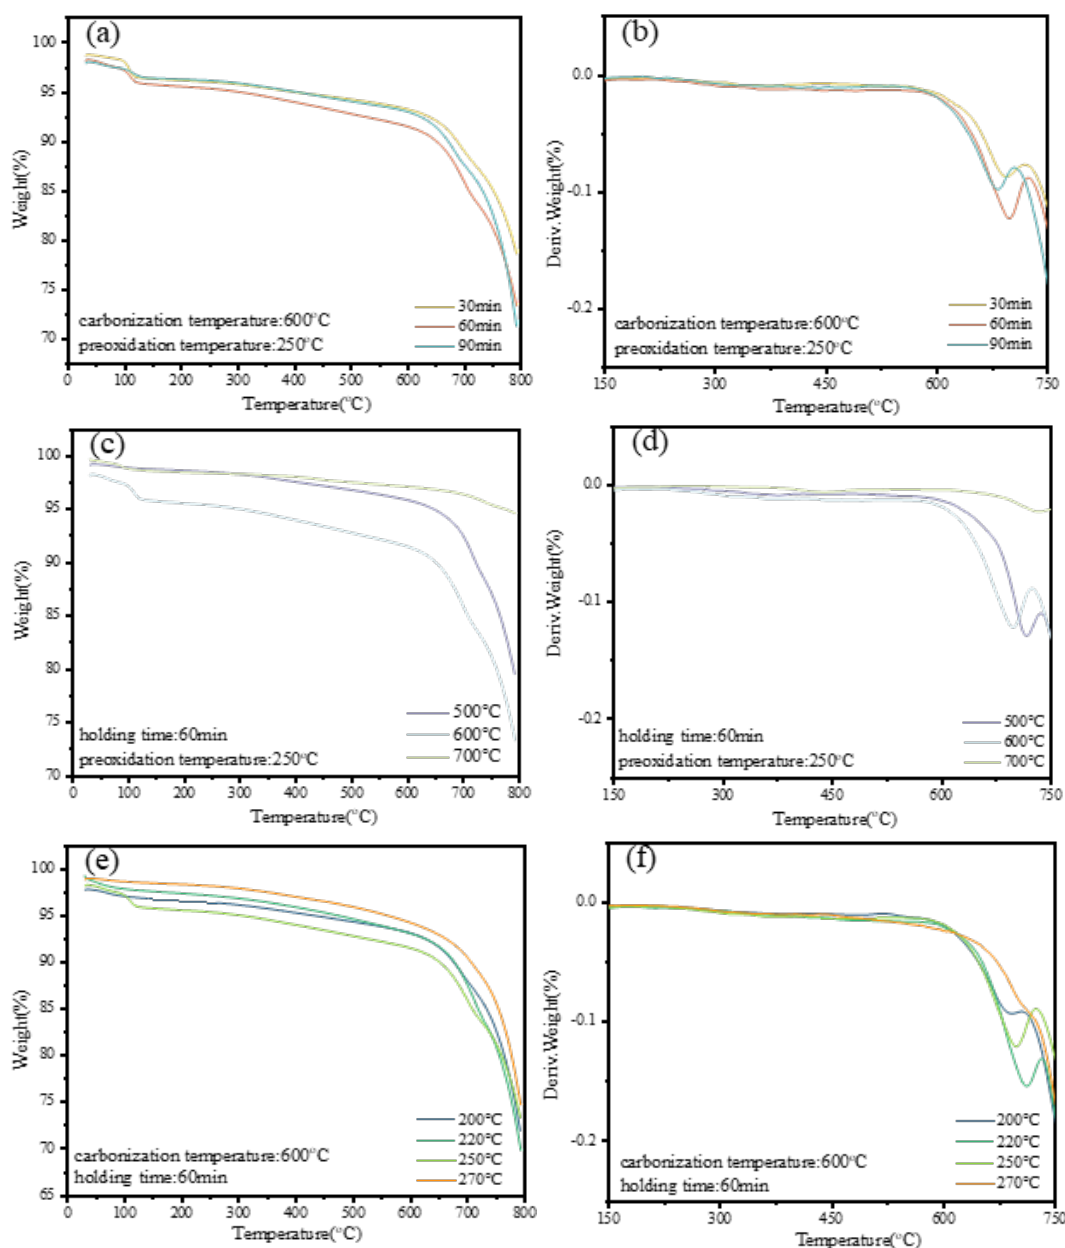 (a)
100
95
90
85
80
75
70
Weight(%)
carbonization temperature:600°C
preoxidation temperature:250°C
30min
60min
90min
0 100 200 300 400 500 600 700 800
Temperature(°C)
(b)
0.0
-0.1
-0.2
Deriv.Weight(%)
carbonization temperature:600°C
preoxidation temperature:250°C
30min
60min
90min
150 300 450 600 750
Temperature(°C)
(c)
100
95
90
85
80
75
70
Weight(%)
holding time:60min
preoxidation temperature:250°C
500°C
600°C
700°C
0 100 200 300 400 500 600 700 800
Temperature(°C)
(d)
0.0
-0.1
-0.2
Deriv.Weight(%)
holding time:60min
preoxidation temperature:250°C
500°C
600°C
700°C
150 300 450 600 750
Temperature(°C)
(e)
100
95
90
85
80
75
70
65
Weight(%)
carbonization temperature:600°C
holding time:60min
200°C
220°C
250°C
270°C
0 100 200 300 400 500 600 700 800
Temperature(°C)
(f)
0.0
-0.1
-0.2
Deriv.Weight(%)
carbonization temperature:600°C
holding time:60min
200°C
220°C
250°C
270°C
150 300 450 600 750
Temperature(°C)